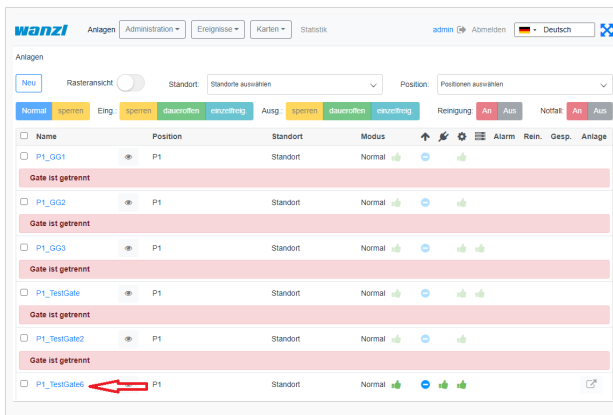 wanzl Anlagen Administration Ereignisse Karten Statistik admin Abmelden Deutsch
Anlagen
Neu Rasteransicht Standort: Standorte auswählen Position: Positionen auswählen
Normal sperren Eing.: sperren daueroffen einzelfreig. Ausg.: sperren daueroffen einzelfreig. Reinigung: An Aus Notfall: An Aus
Name Position Standort Modus Alarm Rein. Gesp. Anlage
P1_GG1 P1 Standort Normal
Gate ist getrennt
P1_GG2 P1 Standort Normal
Gate ist getrennt
P1_GG3 P1 Standort Normal
Gate ist getrennt
P1_TestGate P1 Standort Normal
Gate ist getrennt
P1_TestGate2 P1 Standort Normal
Gate ist getrennt
P1_TestGate6 P1 Standort Normal